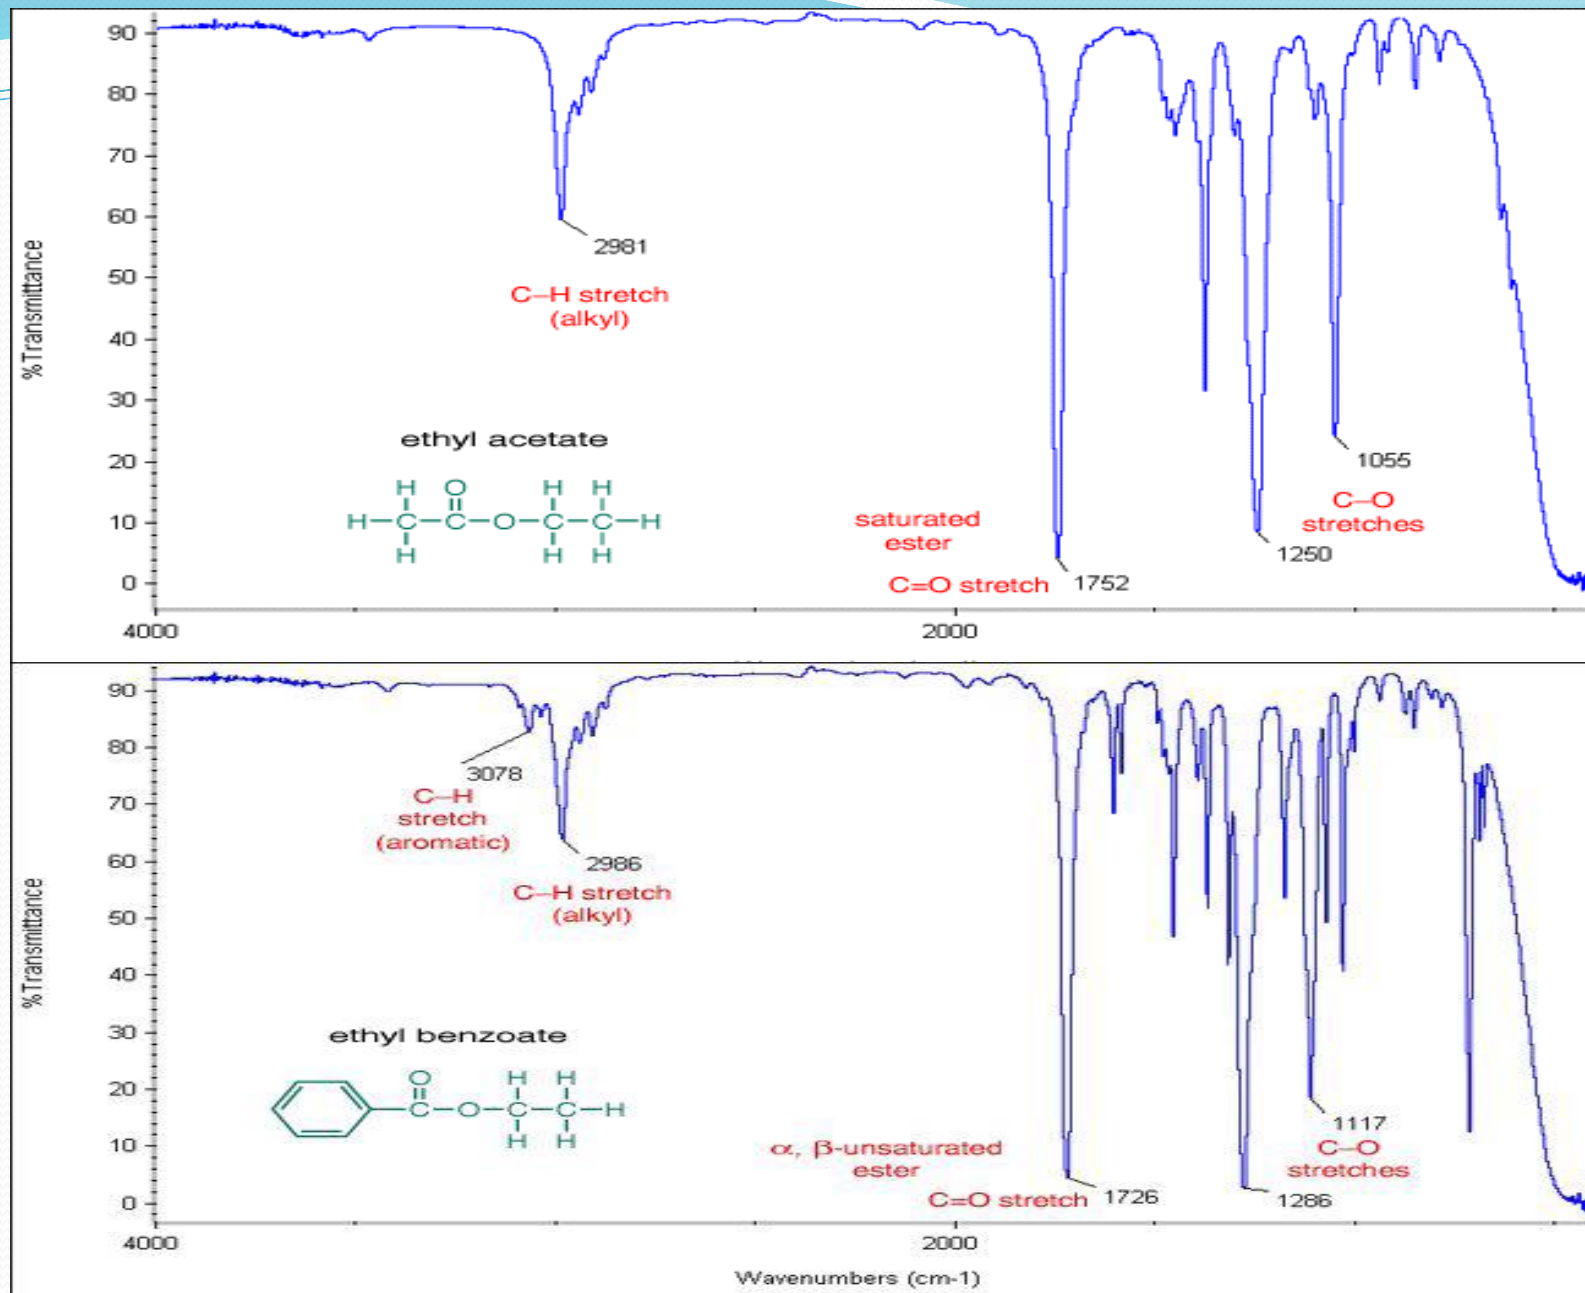 90
80
70
60
50
40
30
20
10
0
%Transmittance
2981
C–H stretch
(alkyl)
ethyl acetate
H O H H
H–C–C–O–C–C–H
H H H
saturated
ester
C=O stretch
1752
1250
1055
C–O
stretches
4000
2000
90
80
70
60
50
40
30
20
10
0
%Transmittance
3078
C–H
stretch
(aromatic)
2986
C–H stretch
(alkyl)
ethyl benzoate
O H H
C–O–C–C–H
H H
α, β-unsaturated
ester
C=O stretch
1726
1286
1117
C–O
stretches
4000
2000
Wavenumbers (cm-1)